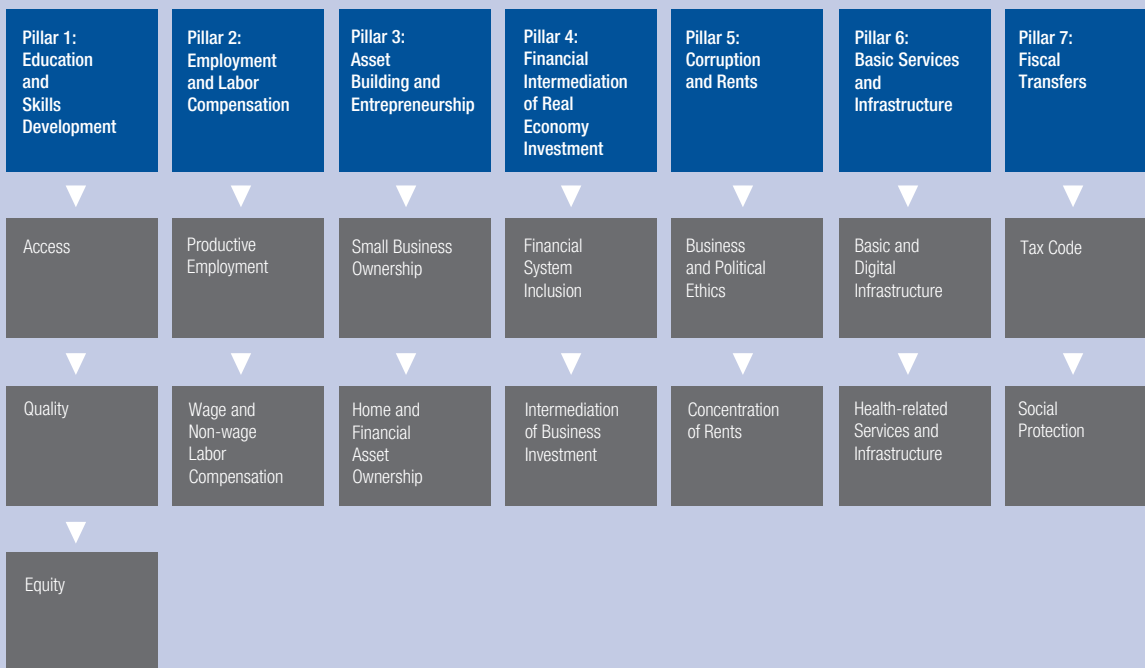 Pillar 1:
Education
and
Skills
Development
Pillar 2:
Employment
and Labor
Compensation
Pillar 3:
Asset
Building and
Entrepreneurship
Pillar 4:
Financial
Intermediation
of Real
Economy
Investment
Pillar 5:
Corruption
and Rents
Pillar 6:
Basic Services
and
Infrastructure
Pillar 7:
Fiscal
Transfers
Access
Productive
Employment
Small Business
Ownership
Financial
System
Inclusion
Business
and Political
Ethics
Basic and
Digital
Infrastructure
Tax Code
Quality
Wage and
Non-wage
Labor
Compensation
Home and
Financial
Asset
Ownership
Intermediation
of Business
Investment
Concentration
of Rents
Health-related
Services and
Infrastructure
Social
Protection
Equity